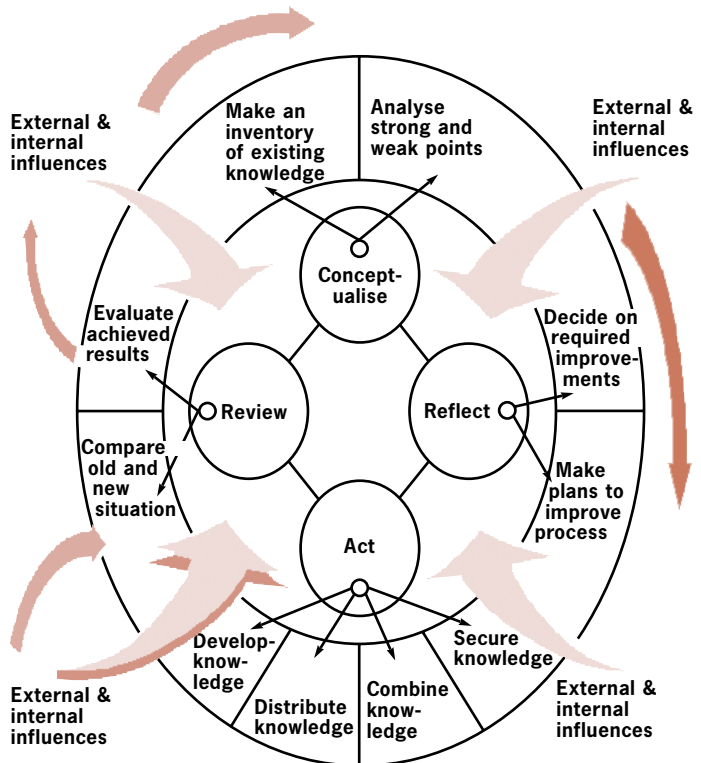 External &
internal
influences
Make an
inventory
of existing
knowledge
Analyse
strong and
weak points
External &
internal
influences
Concept-
ualise
Evaluate
achieved
results
Decide on
required
improve-
ments
Review
Reflect
Compare
old and
new
situation
Make
plans to
improve
process
Act
Develop-
know-
ledge
Distribute
knowledge
Combine
know-
ledge
Secure
knowledge
External &
internal
influences
External &
internal
influences